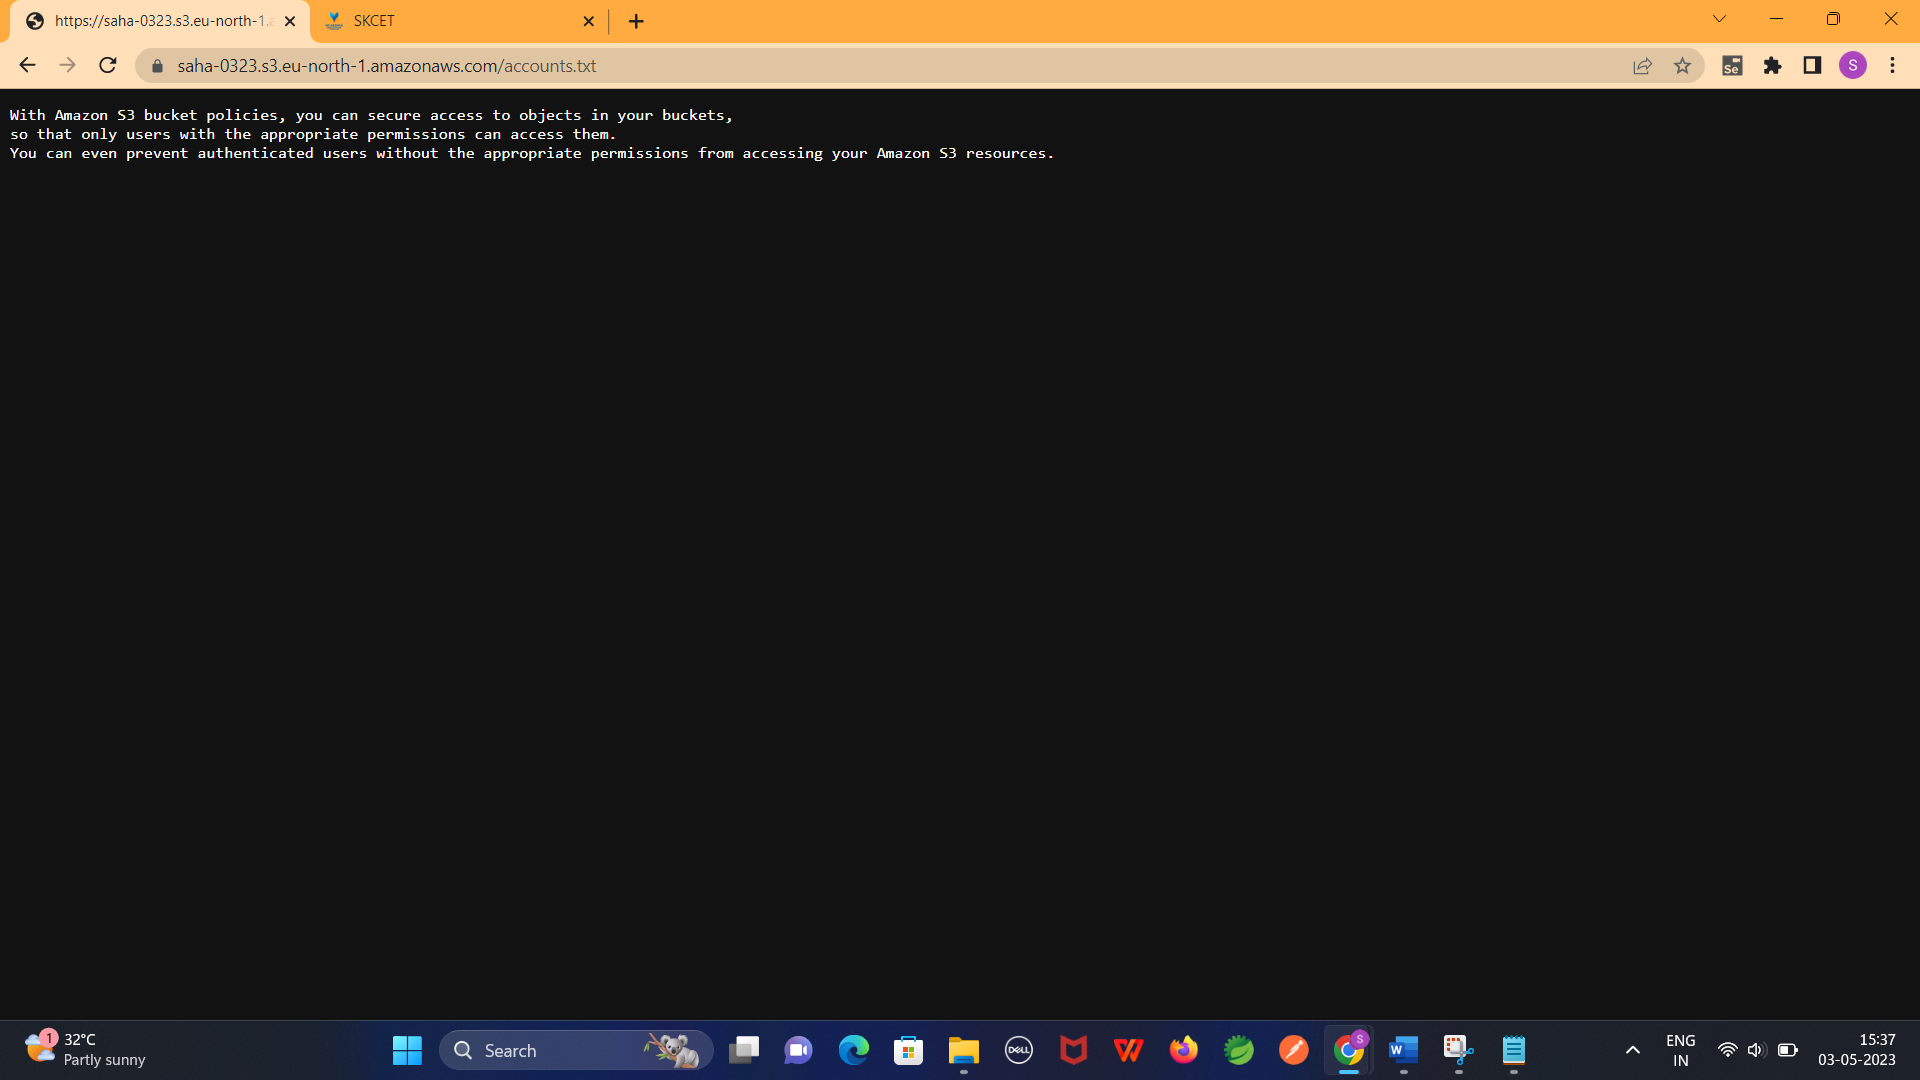 https://saha-0323.s3.eu-north-1.a
SKCET
saha-0323.s3.eu-north-1.amazonaws.com/accounts.txt
Se
S
With Amazon S3 bucket policies, you can secure access to objects in your buckets,
so that only users with the appropriate permissions can access them.
You can even prevent authenticated users without the appropriate permissions from accessing your Amazon S3 resources.
1
32°C
Partly sunny
Search
DELL
S
W
ENG
IN
15:37
03-05-2023